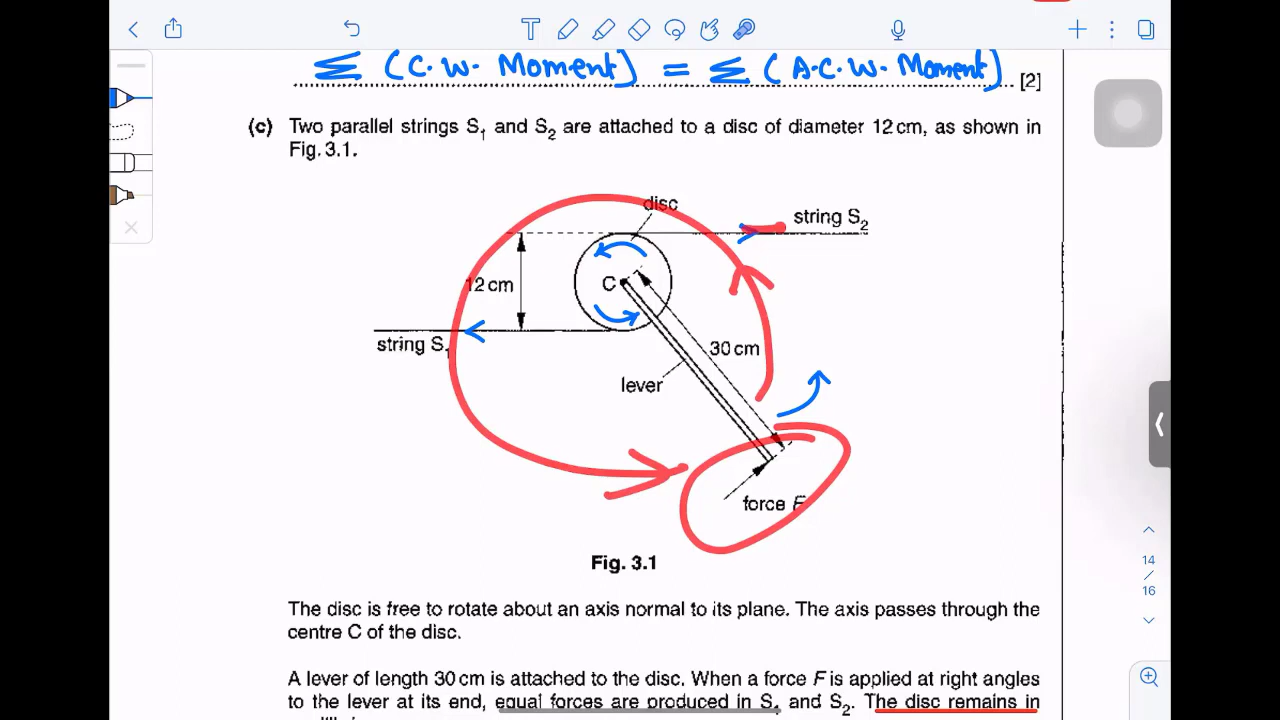 ≤ (C.W. Moment) = ≤ (A.C.W. Moment)
[2]
(c) Two parallel strings S1 and S2 are attached to a disc of diameter 12 cm, as shown in
Fig. 3.1.
disc
string S2
12 cm
C
string S1
30 cm
lever
force F
Fig. 3.1
The disc is free to rotate about an axis normal to its plane. The axis passes through the
centre C of the disc.
A lever of length 30 cm is attached to the disc. When a force F is applied at right angles
to the lever at its end, equal forces are produced in S1 and S2. The disc remains in
14
/
16